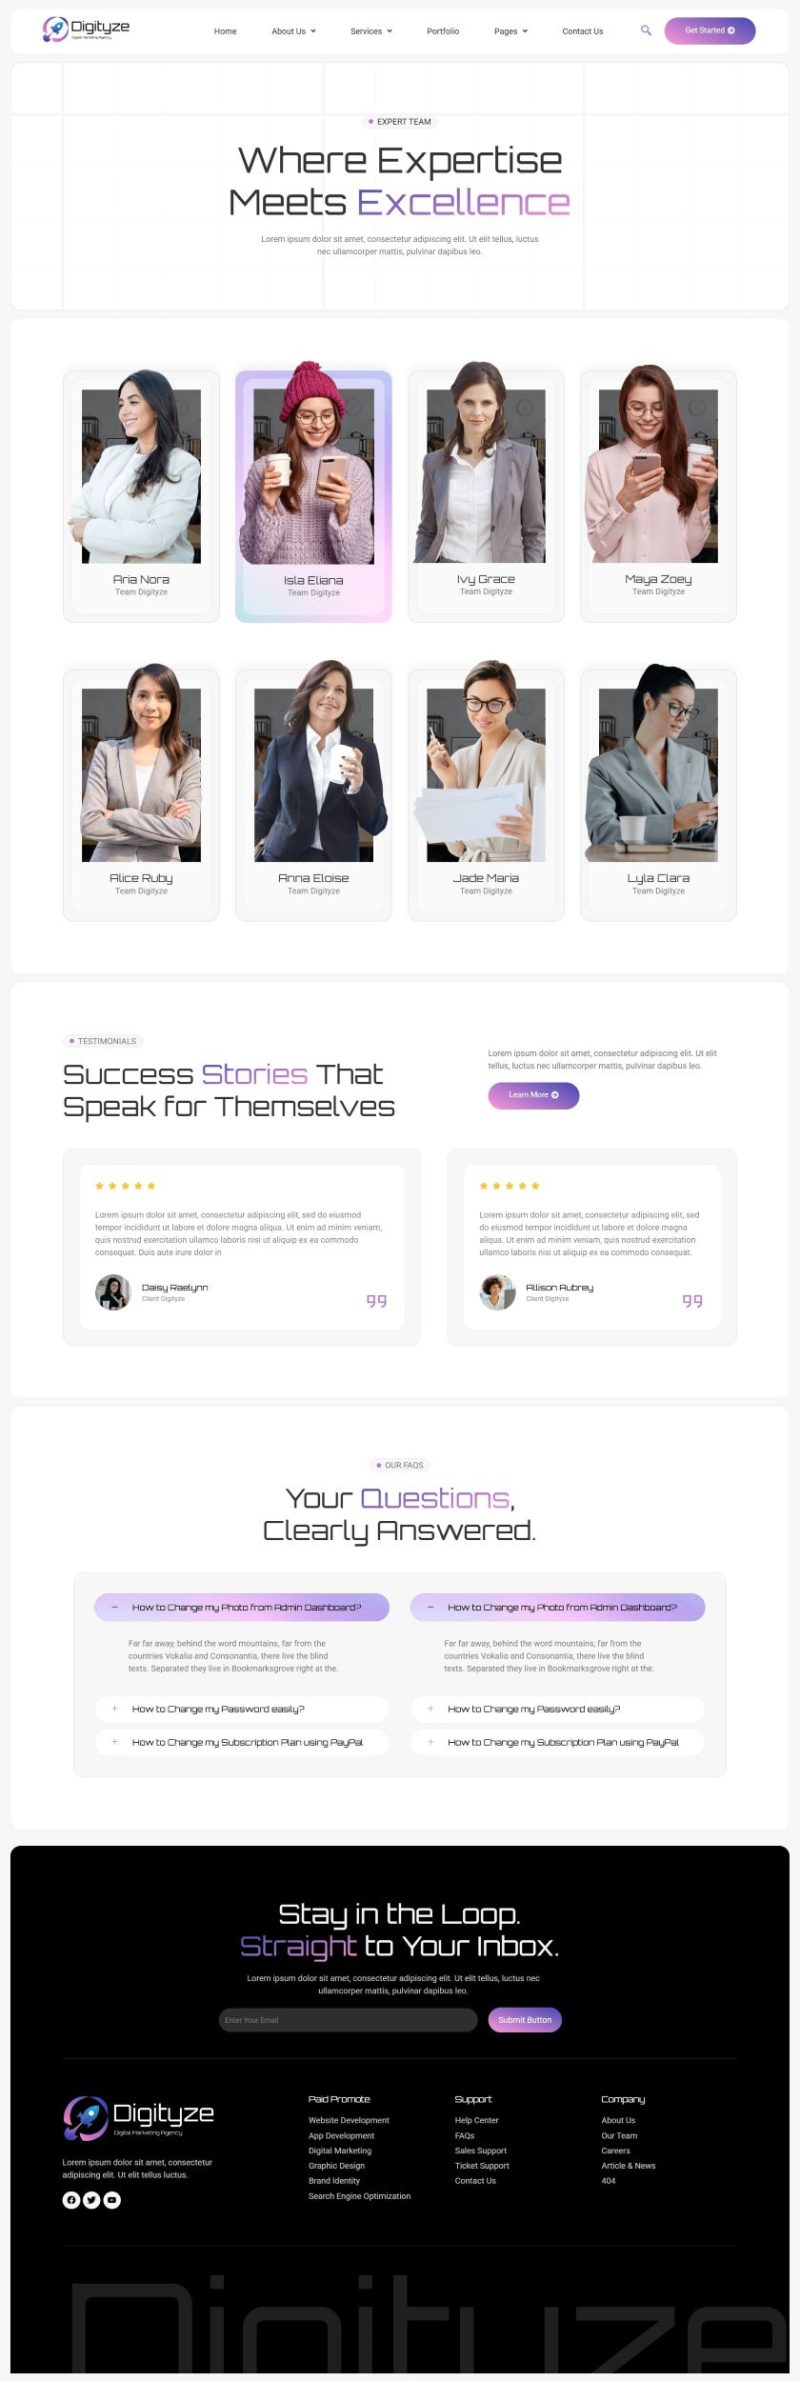 Digityze
Digital Marketing Agency
Home
About Us
Services
Portfolio
Pages
Contact Us
Get Started
EXPERT TEAM
Where Expertise
Meets Excellence
Lorem ipsum dolor sit amet, consectetur adipiscing elit. Ut elit tellus, luctus
nec ullamcorper mattis, pulvinar dapibus leo.
Aria Nora
Team Digityze
Isla Eliana
Team Digityze
Ivy Grace
Team Digityze
Maya Zoey
Team Digityze
Alice Ruby
Team Digityze
Anna Eloise
Team Digityze
Jade Maria
Team Digityze
Lyla Clara
Team Digityze
TESTIMONIALS
Success Stories That
Speak for Themselves
Lorem ipsum dolor sit amet, consectetur adipiscing elit. Ut elit
tellus, luctus nec ullamcorper mattis, pulvinar dapibus leo.
Learn More
Lorem ipsum dolor sit amet, consectetur adipiscing elit, sed do eiusmod
tempor incididunt ut labore et dolore magna aliqua. Ut enim ad minim veniam,
quis nostrud exercitation ullamco laboris nisi ut aliquip ex ea commodo
consequat. Duis aute irure dolor in
Daisy Raelynn
Client Digityze
Lorem ipsum dolor sit amet, consectetur adipiscing elit, sed
do eiusmod tempor incididunt ut labore et dolore magna
aliqua. Ut enim ad minim veniam, quis nostrud exercitation
ullamco laboris nisi ut aliquip ex ea commodo consequat.
Allison Aubrey
Client Digityze
OUR FAQS
Your Questions,
Clearly Answered.
How to Change my Photo from Admin Dashboard?
Far far away, behind the word mountains, far from the
countries Vokalia and Consonantia, there live the blind
texts. Separated they live in Bookmarksgrove right at the.
How to Change my Password easily?
How to Change my Subscription Plan using PayPal
How to Change my Photo from Admin Dashboard?
Far far away, behind the word mountains, far from the
countries Vokalia and Consonantia, there live the blind
texts. Separated they live in Bookmarksgrove right at the.
How to Change my Password easily?
How to Change my Subscription Plan using PayPal
Stay in the Loop.
Straight to Your Inbox.
Lorem ipsum dolor sit amet, consectetur adipiscing elit. Ut elit tellus, luctus nec
ullamcorper mattis, pulvinar dapibus leo.
Enter Your Email
Submit Button
Digityze
Digital Marketing Agency
Lorem ipsum dolor sit amet, consectetur
adipiscing elit. Ut elit tellus luctus.
Paid Promote
Website Development
App Development
Digital Marketing
Graphic Design
Brand Identity
Search Engine Optimization
Support
Help Center
FAQs
Sales Support
Ticket Support
Contact Us
Company
About Us
Our Team
Careers
Article & News
404
Digityze